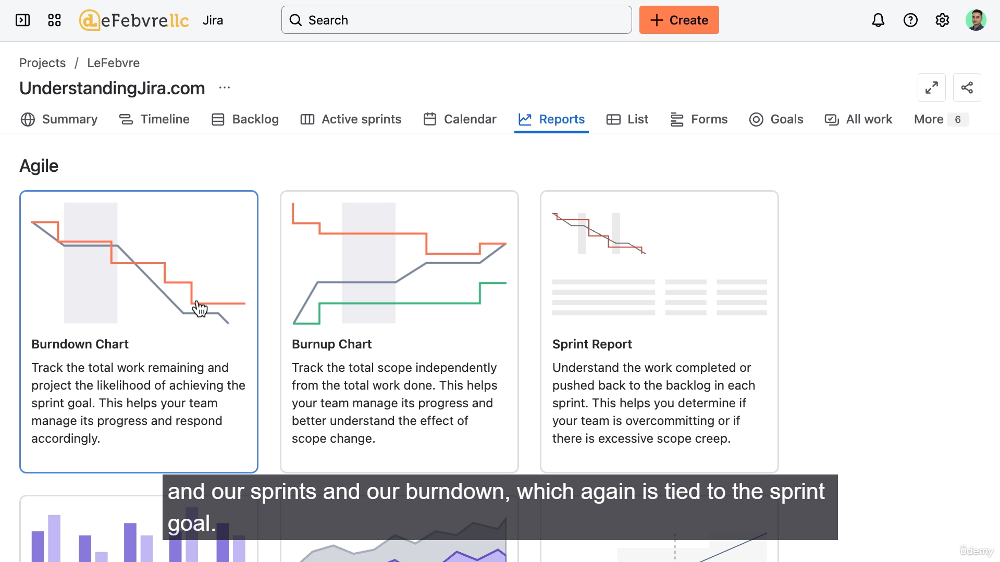 LeFebvre.llc Jira
Search
Create
Projects / LeFebvre
UnderstandingJira.com ...
Summary Timeline Backlog Active sprints Calendar Reports List Forms Goals All work More 6
Agile
Burndown Chart
Track the total work remaining and
project the likelihood of achieving the
sprint goal. This helps your team
manage its progress and respond
accordingly.
Burnup Chart
Track the total scope independently
from the total work done. This helps
your team manage its progress and
better understand the effect of
scope change.
Sprint Report
Understand the work completed or
pushed back to the backlog in each
sprint. This helps you determine if
your team is overcommitting or if
there is excessive scope creep.
and our sprints and our burndown, which again is tied to the sprint
goal.
ûdemy